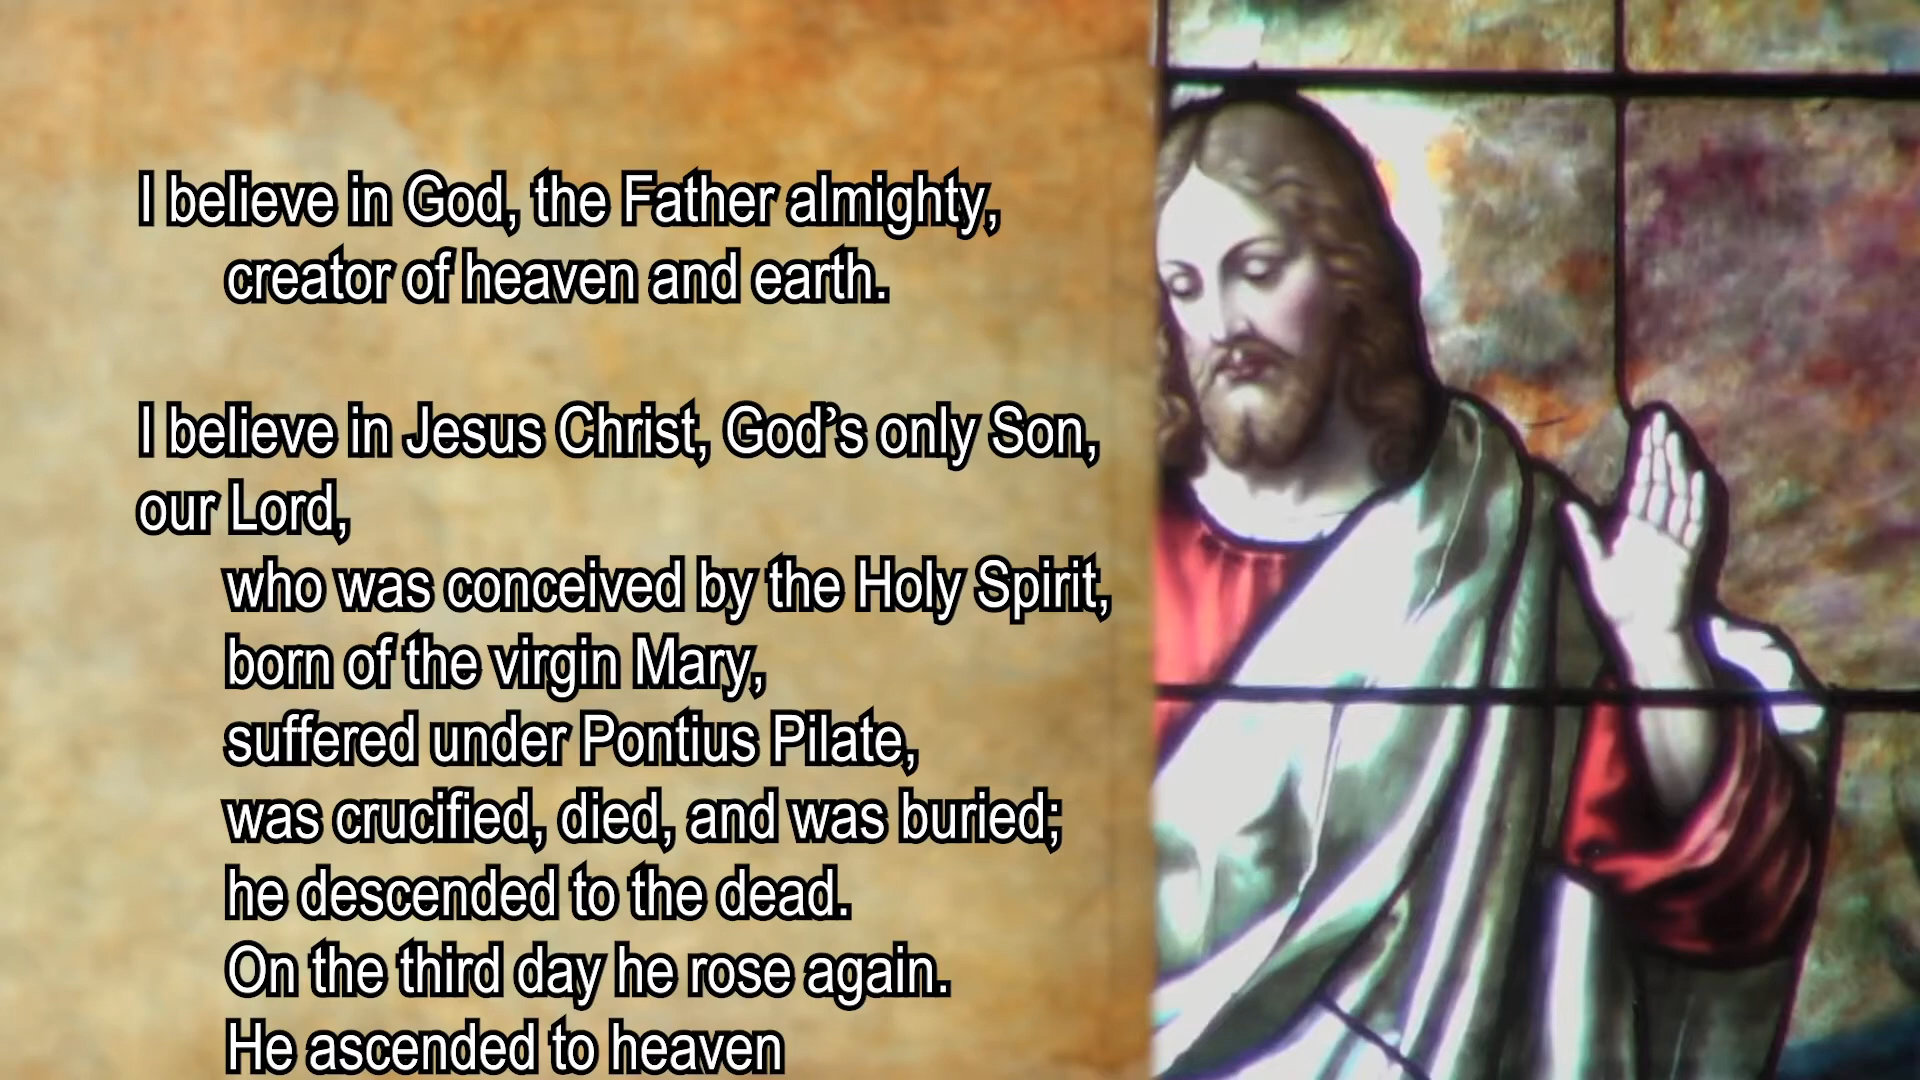 I believe in God, the Father almighty,
creator of heaven and earth.
I believe in Jesus Christ, God’s only Son,
our Lord,
who was conceived by the Holy Spirit,
born of the virgin Mary,
suffered under Pontius Pilate,
was crucified, died, and was buried;
he descended to the dead.
On the third day he rose again.
He ascended to heaven